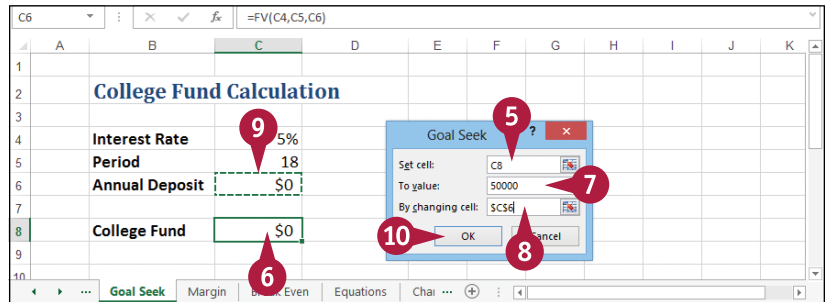 C6 fx =FV(C4,C5,C6)
A B C D E F G H I J K
1
2 College Fund Calculation
3
4 Interest Rate 5%
5 Period 18
6 Annual Deposit $0
7
8 College Fund $0
9
10
Goal Seek ? ×
Set cell: C8
To value: 50000
By changing cell: $C$6
OK Cancel
5
9
7
10
8
6
... Goal Seek Margin Even Equations ...